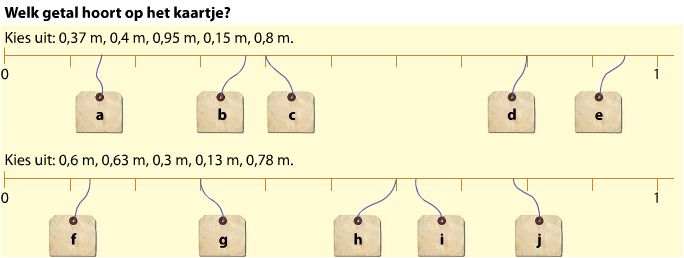 Welk getal hoort op het kaartje?
Kies uit: 0,37 m, 0,4 m, 0,95 m, 0,15 m, 0,8 m.
0 1
a b c d e
Kies uit: 0,6 m, 0,63 m, 0,3 m, 0,13 m, 0,78 m.
0 1
f g h i j